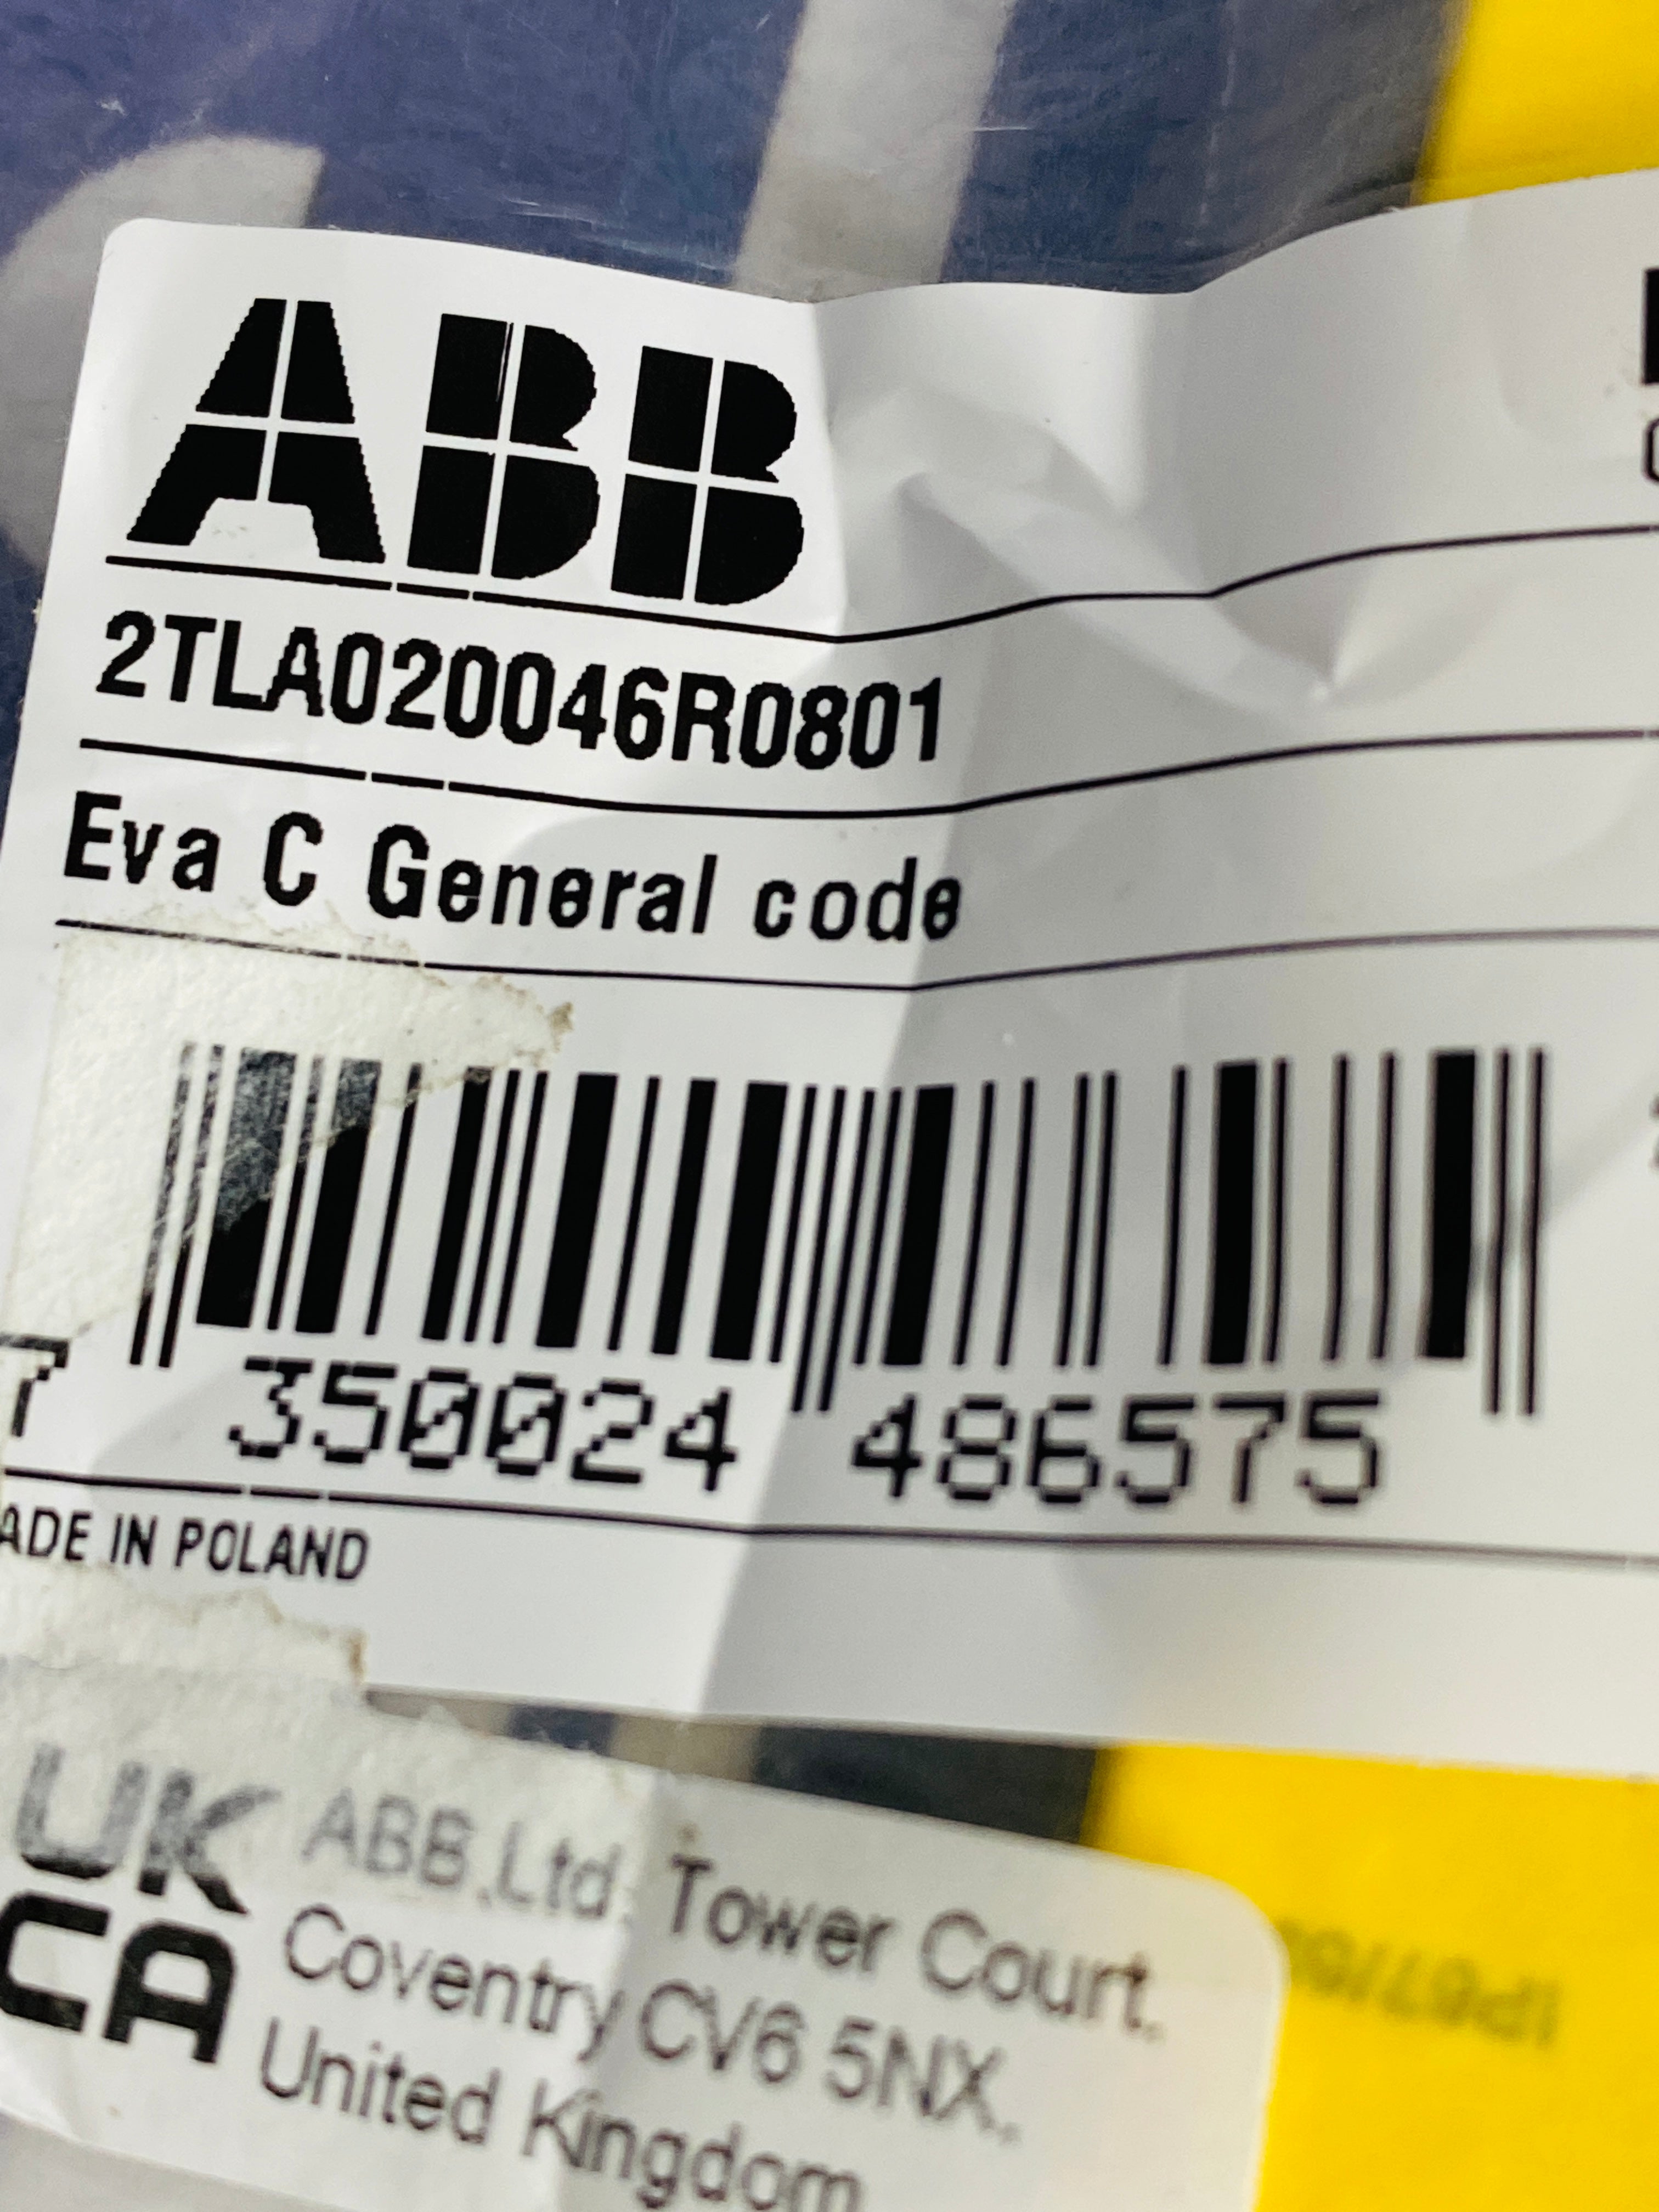 ABB
2TLA020046R0801
Eva C General code
7 350024 486575
ADE IN POLAND
UK
CA
ABB Ltd. Tower Court.
Coventry CV6 5NX,
United Kingdom